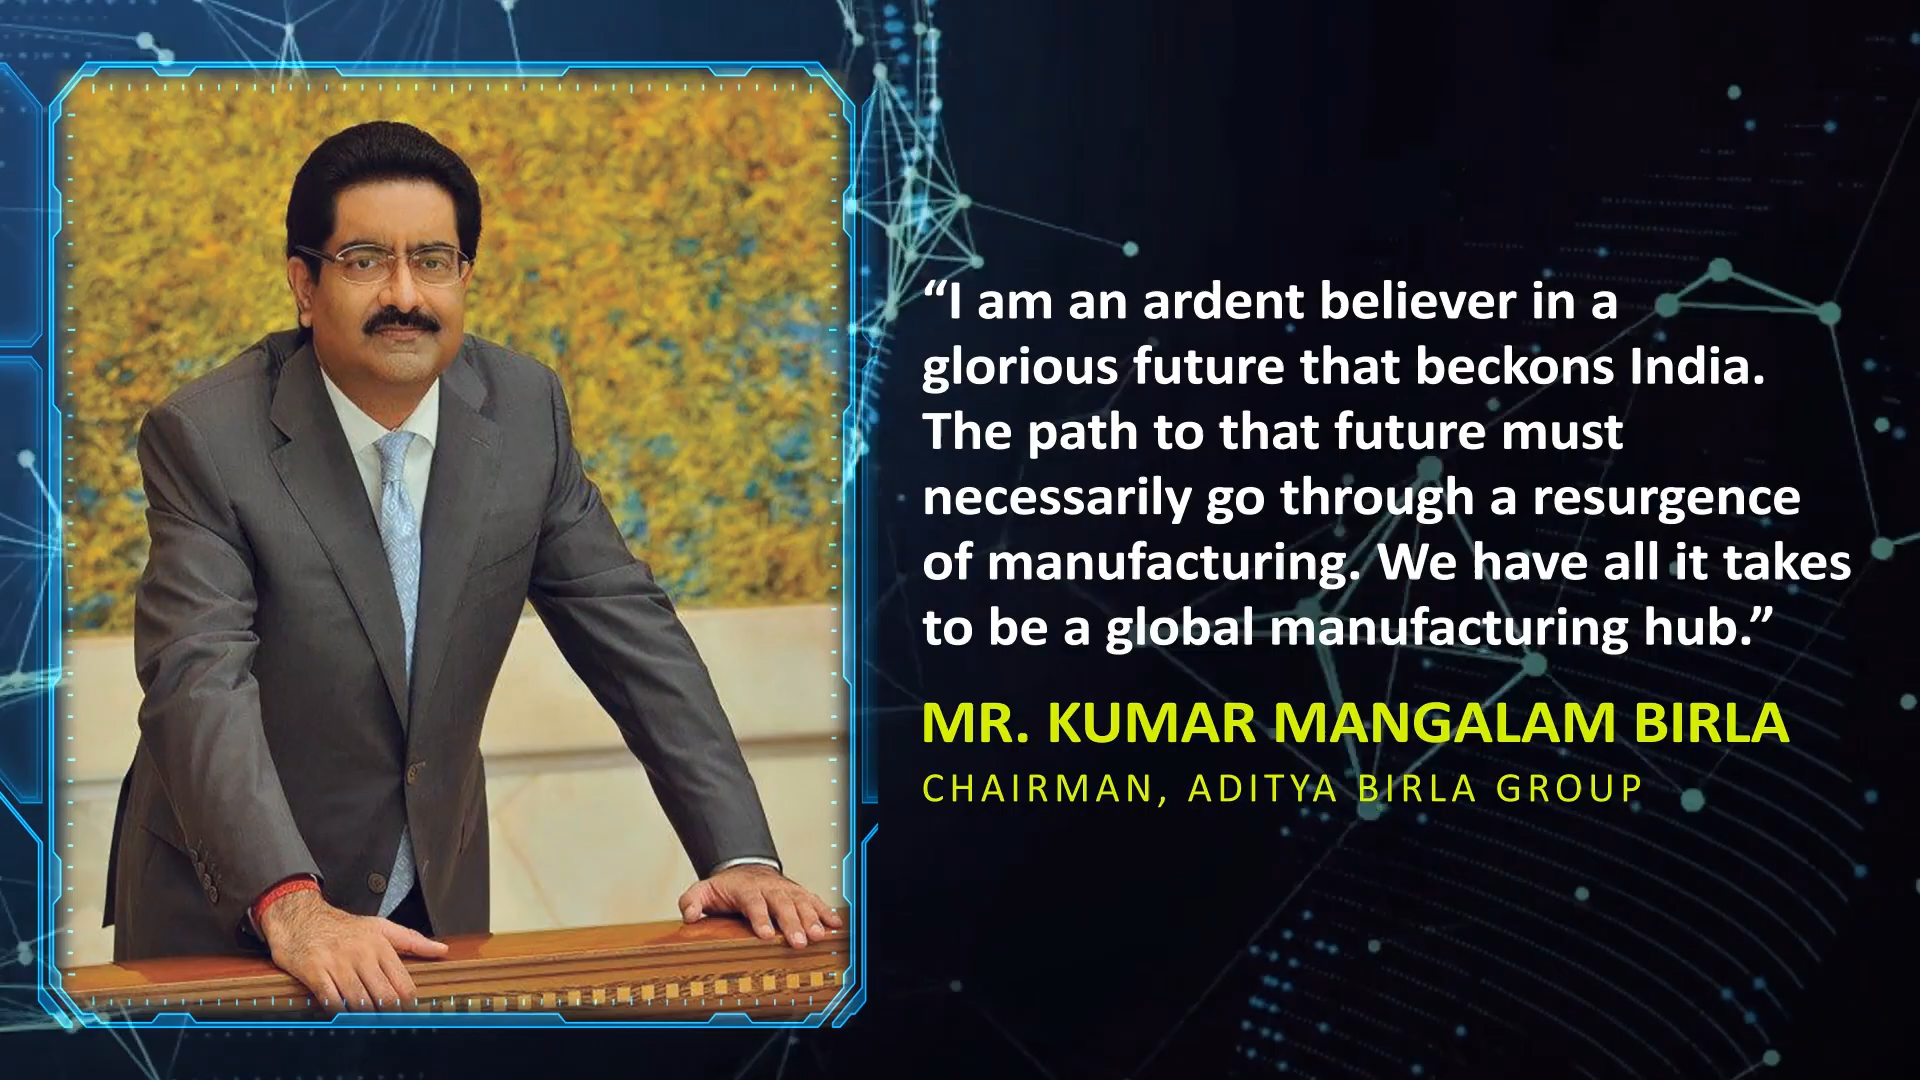 “I am an ardent believer in a
glorious future that beckons India.
The path to that future must
necessarily go through a resurgence
of manufacturing. We have all it takes
to be a global manufacturing hub.”
MR. KUMAR MANGALAM BIRLA
CHAIRMAN, ADITYA BIRLA GROUP